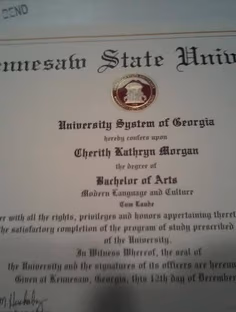 BEND
ennesaw State Univ
University System of Georgia
hereby confers upon
Cherith Kathryn Morgan
the degree of
Bachelor of Arts
Modern Language and Culture
Cum Laude
er with all the rights, privileges and honors appertaining theret
the satisfactory completion of the program of study prescribed
of the University.
In Witness Whereof, the seal of
the University and the signatures of its officers are hereun
Given at Kennesaw, Georgia, this 13th day of December